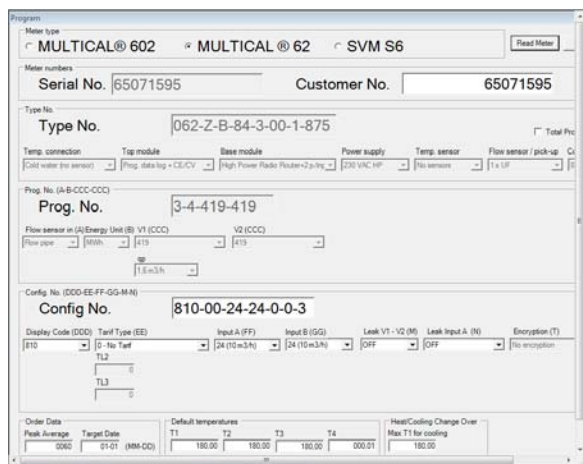 Program
Meter type
MULTICAL® 602 MULTICAL ® 62 SVM S6 Read Meter
Meter numbers
Serial No. 65071595 Customer No. 65071595
Type No.
Type No. 062-Z-B-84-3-00-1-875
Total Pro
Temp. connection Top module Base module Power supply Temp. sensor Flow sensor / pick-up
Cold water (no sensor) Prog. data log + CE/CV High Power Radio Router+2 p.Inp 230 VAC HP No sensors 1 x UF
Prog. No. (A-B-CCC-CCC)
Prog. No. 3-4-419-419
Flow sensor in (A) Energy Unit (B) V1 (CCC) V2 (CCC)
Flow pipe MWh 419 419
qp
1,6 m3/h
Config. No. (DDD-EE-FF-GG-M-N)
Config No. 810-00-24-24-0-0-3
Display Code (DDD) Tarif Type (EE) Input A (FF) Input B (GG) Leak V1 - V2 (M) Leak Input A (N) Encryption (T)
810 0 - No Tarif 24 (10 m3/h) 24 (10 m3/h) OFF OFF No encryption
TL2
0
TL3
0
Order Data Default temperatures Heat/Cooling Change Over
Peak Average Target Date T1 T2 T3 T4 Max T1 for cooling
0060 01-01 (MM-DD) 180.00 180.00 180,00 000.01 180.00